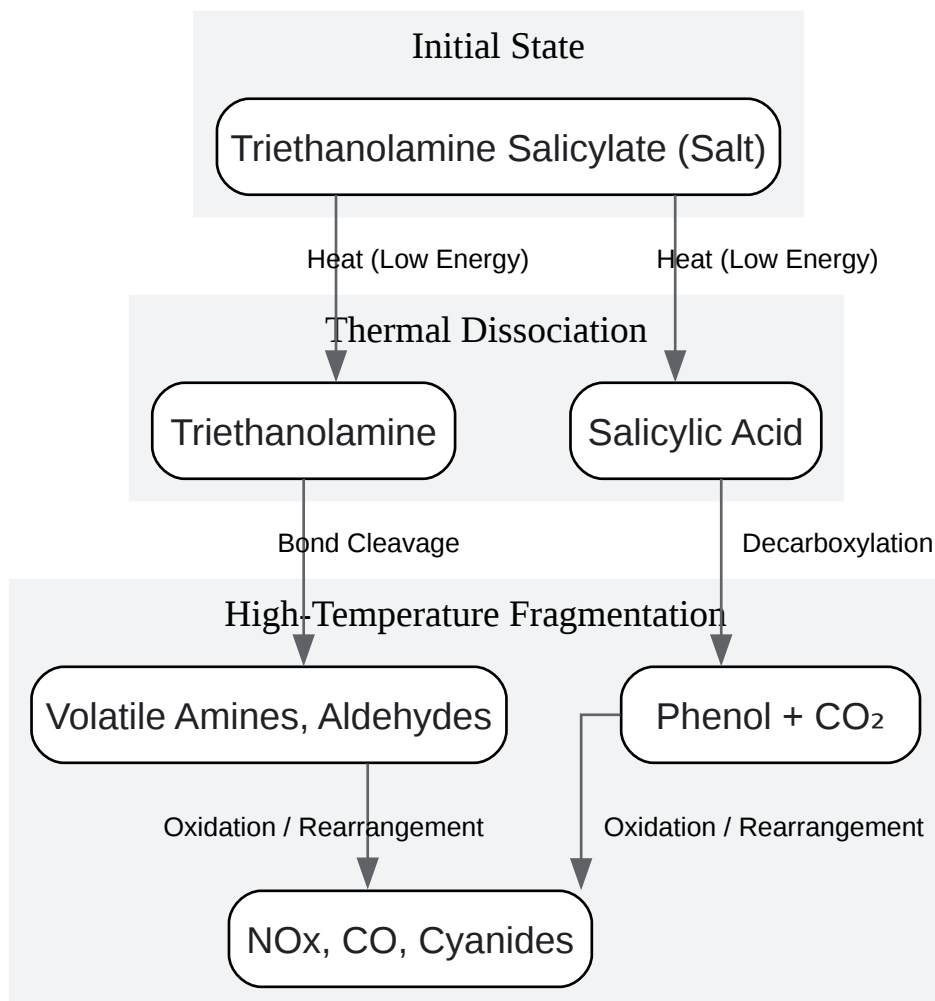 Initial State
Triethanolamine Salicylate (Salt)
Heat (Low Energy)
Heat (Low Energy)
Thermal Dissociation
Triethanolamine
Salicylic Acid
Bond Cleavage
Decarboxylation
High-Temperature Fragmentation
Volatile Amines, Aldehydes
Phenol + CO₂
Oxidation / Rearrangement
Oxidation / Rearrangement
NOx, CO, Cyanides